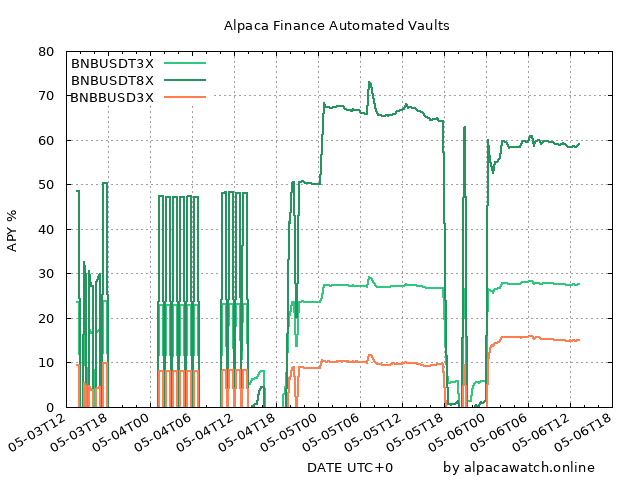 Alpaca Finance Automated Vaults
80
70
60
50
40
30
20
10
0
APY %
BNBUSDT3X
BNBUSDT8X
BNBBUSD3X
05-03T12
05-03T18
05-04T00
05-04T06
05-04T12
05-04T18
05-05T00
05-05T06
05-05T12
05-05T18
05-06T00
05-06T06
05-06T12
05-06T18
DATE UTC+0
by alpacawatch.online